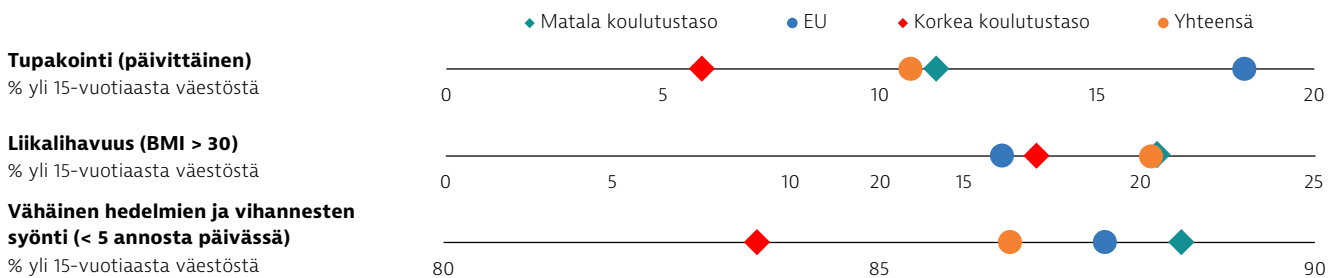 Matala koulutustaso EU Korkea koulutustaso Yhteensä
Tupakointi (päivittäinen)
% yli 15-vuotiaasta väestöstä
0 5 10 15 20
Liikalihavuus (BMI > 30)
% yli 15-vuotiaasta väestöstä
0 5 10 20 15 20 25
Vähäinen hedelmien ja vihannesten
syönti (< 5 annosta päivässä)
% yli 15-vuotiaasta väestöstä
80 85 90